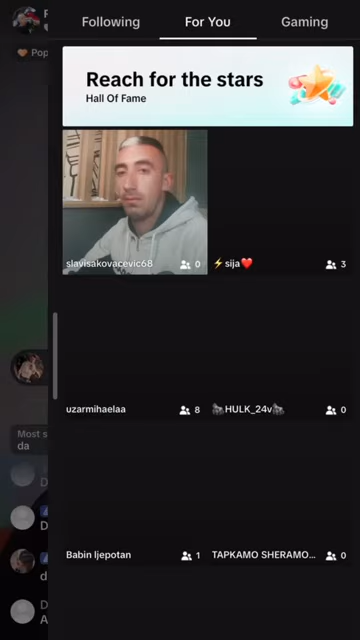 Following
For You
Gaming
Pop
Reach for the stars
Hall Of Fame
slavisakovacevic68
0
⚡sija❤️
3
uzarmihaelaa
8
🦍HULK_24v🦍
0
Most s
da
D
D
d
Babin ljepotan
1
TAPKAMO SHERAMO...
0
D
A